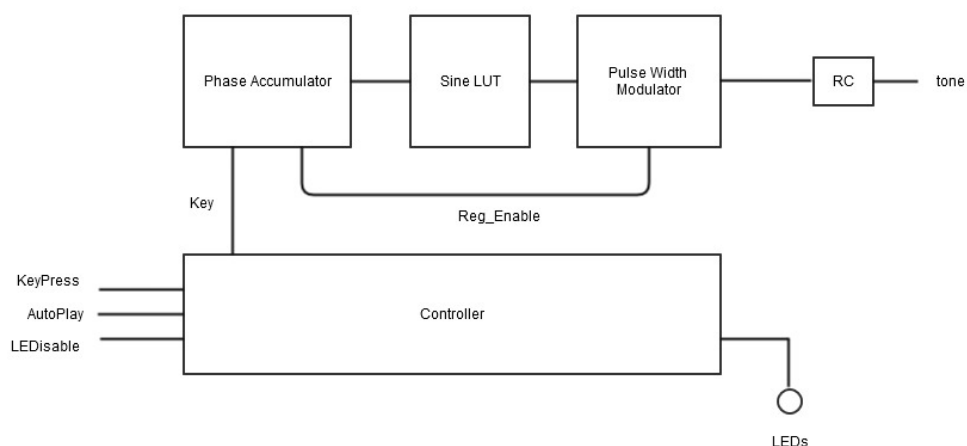 Phase Accumulator
Sine LUT
Pulse Width
Modulator
RC
tone
Key
Reg_Enable
KeyPress
AutoPlay
LEDisable
Controller
LEDs